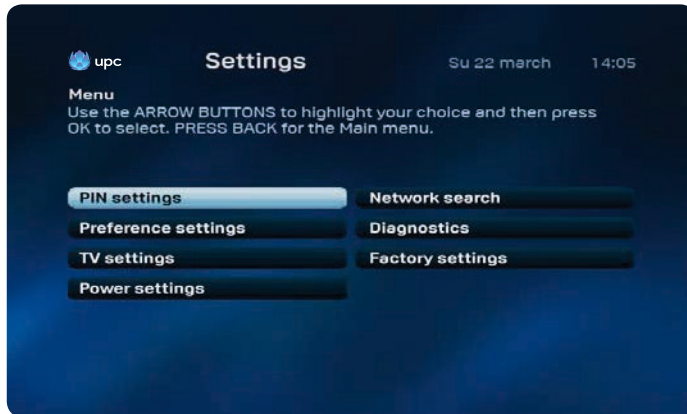 upc Settings Su 22 march 14:05
Menu
Use the ARROW BUTTONS to highlight your choice and then press
OK to select. PRESS BACK for the Main menu.
PIN settings
Preference settings
TV settings
Power settings
Network search
Diagnostics
Factory settings